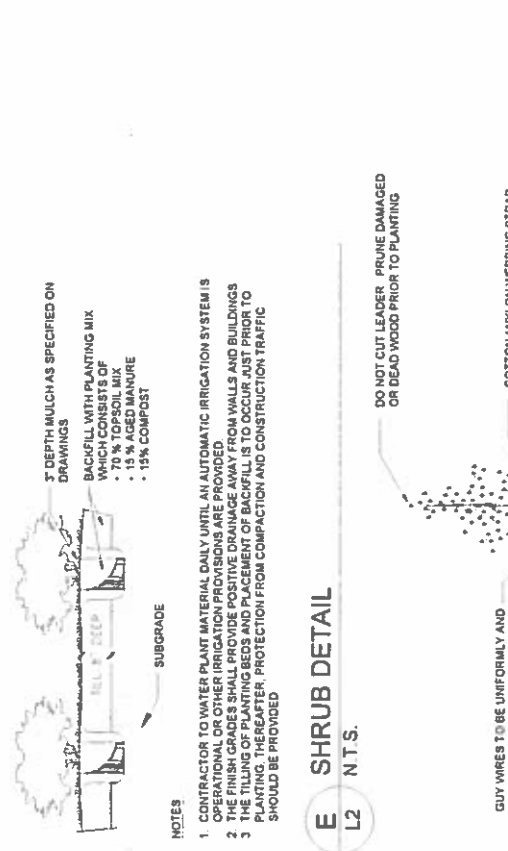 3" DEPTH MULCH AS SPECIFIED ON
DRAWINGS
BACKFILL WITH PLANTING MIX
WHICH CONSISTS OF
• 70 % TOPSOIL MIX
• 15 % AGED MANURE
• 15% COMPOST
DEEP
SUBGRADE
NOTES
1. CONTRACTOR TO WATER PLANT MATERIAL DAILY UNTIL AN AUTOMATIC IRRIGATION SYSTEM IS
OPERATIONAL OR OTHER IRRIGATION PROVISIONS ARE PROVIDED.
2. THE FINISH GRADES SHALL PROVIDE POSITIVE DRAINAGE AWAY FROM WALLS AND BUILDINGS
3 THE TILLING OF PLANTING BEDS AND PLACEMENT OF BACKFILL IS TO OCCUR JUST PRIOR TO
PLANTING. THEREAFTER, PROTECTION FROM COMPACTION AND CONSTRUCTION TRAFFIC
SHOULD BE PROVIDED
E SHRUB DETAIL
L2 N.T.S.
DO NOT CUT LEADER PRUNE DAMAGED
OR DEAD WOOD PRIOR TO PLANTING
GUY WIRES TO BE UNIFORMLY AND